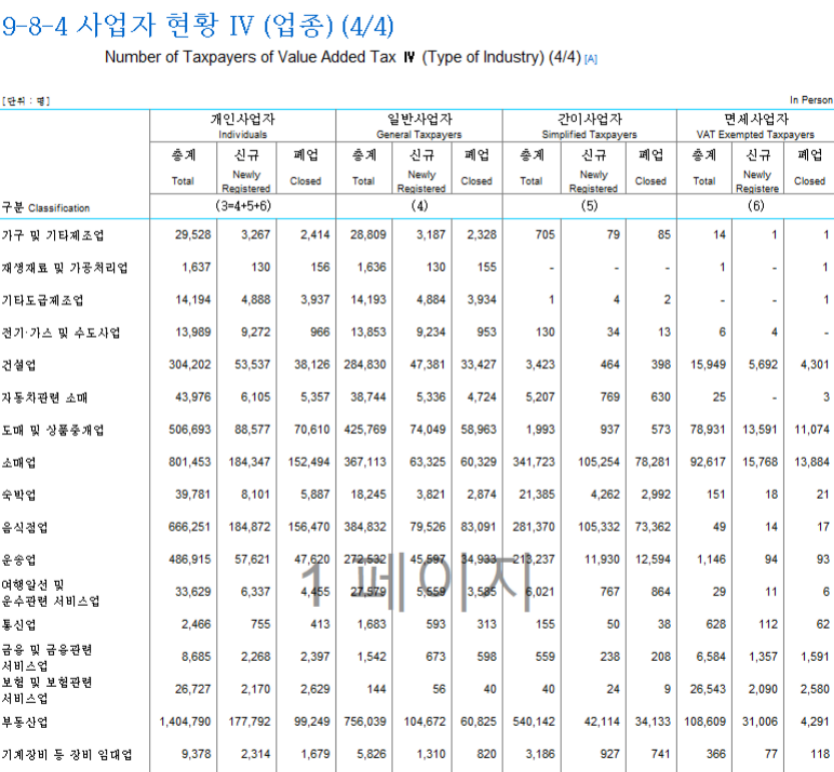 9-8-4 사업자 현황 Ⅳ (업종) (4/4)
Number of Taxpayers of Value Added Tax Ⅳ (Type of Industry) (4/4) [A]
[단위 : 명] In Person
개인사업자 일반사업자 간이사업자 면세사업자
Individuals General Taxpayers Simplified Taxpayers VAT Exempted Taxpayers
총계 신규 폐업 총계 신규 폐업 총계 신규 폐업 총계 신규 폐업
Total Newly Registered Closed Total Newly Registered Closed Total Newly Registered Closed Total Newly Registere Closed
구분 Classification (3=4+5+6) (4) (5) (6)
가구 및 기타제조업 29,528 3,267 2,414 28,809 3,187 2,328 705 79 85 14 1 1
재생재료 및 가공처리업 1,637 130 156 1,636 130 155 - - - 1 - 1
기타도급제조업 14,194 4,888 3,937 14,193 4,884 3,934 1 4 2 - - 1
전기·가스 및 수도사업 13,989 9,272 966 13,853 9,234 953 130 34 13 6 4 -
건설업 304,202 53,537 38,126 284,830 47,381 33,427 3,423 464 398 15,949 5,692 4,301
자동차관련 소매 43,976 6,105 5,357 38,744 5,336 4,724 5,207 769 630 25 - 3
도매 및 상품중개업 506,693 88,577 70,610 425,769 74,049 58,963 1,993 937 573 78,931 13,591 11,074
소매업 801,453 184,347 152,494 367,113 63,325 60,329 341,723 105,254 78,281 92,617 15,768 13,884
숙박업 39,781 8,101 5,887 18,245 3,821 2,874 21,385 4,262 2,992 151 18 21
음식점업 666,251 184,872 156,470 384,832 79,526 83,091 281,370 105,332 73,362 49 14 17
운송업 486,915 57,621 47,620 272,532 45,597 34,933 213,237 11,930 12,594 1,146 94 93
1 페이지
여행알선 및
운수관련 서비스업 33,629 6,337 4,455 27,579 5,559 3,585 6,021 767 864 29 11 6
통신업 2,466 755 413 1,683 593 313 155 50 38 628 112 62
금융 및 금융관련
서비스업 8,685 2,268 2,397 1,542 673 598 559 238 208 6,584 1,357 1,591
보험 및 보험관련
서비스업 26,727 2,170 2,629 144 56 40 40 24 9 26,543 2,090 2,580
부동산업 1,404,790 177,792 99,249 756,039 104,672 60,825 540,142 42,114 34,133 108,609 31,006 4,291
기계장비 등 장비 임대업 9,378 2,314 1,679 5,826 1,310 820 3,186 927 741 366 77 118